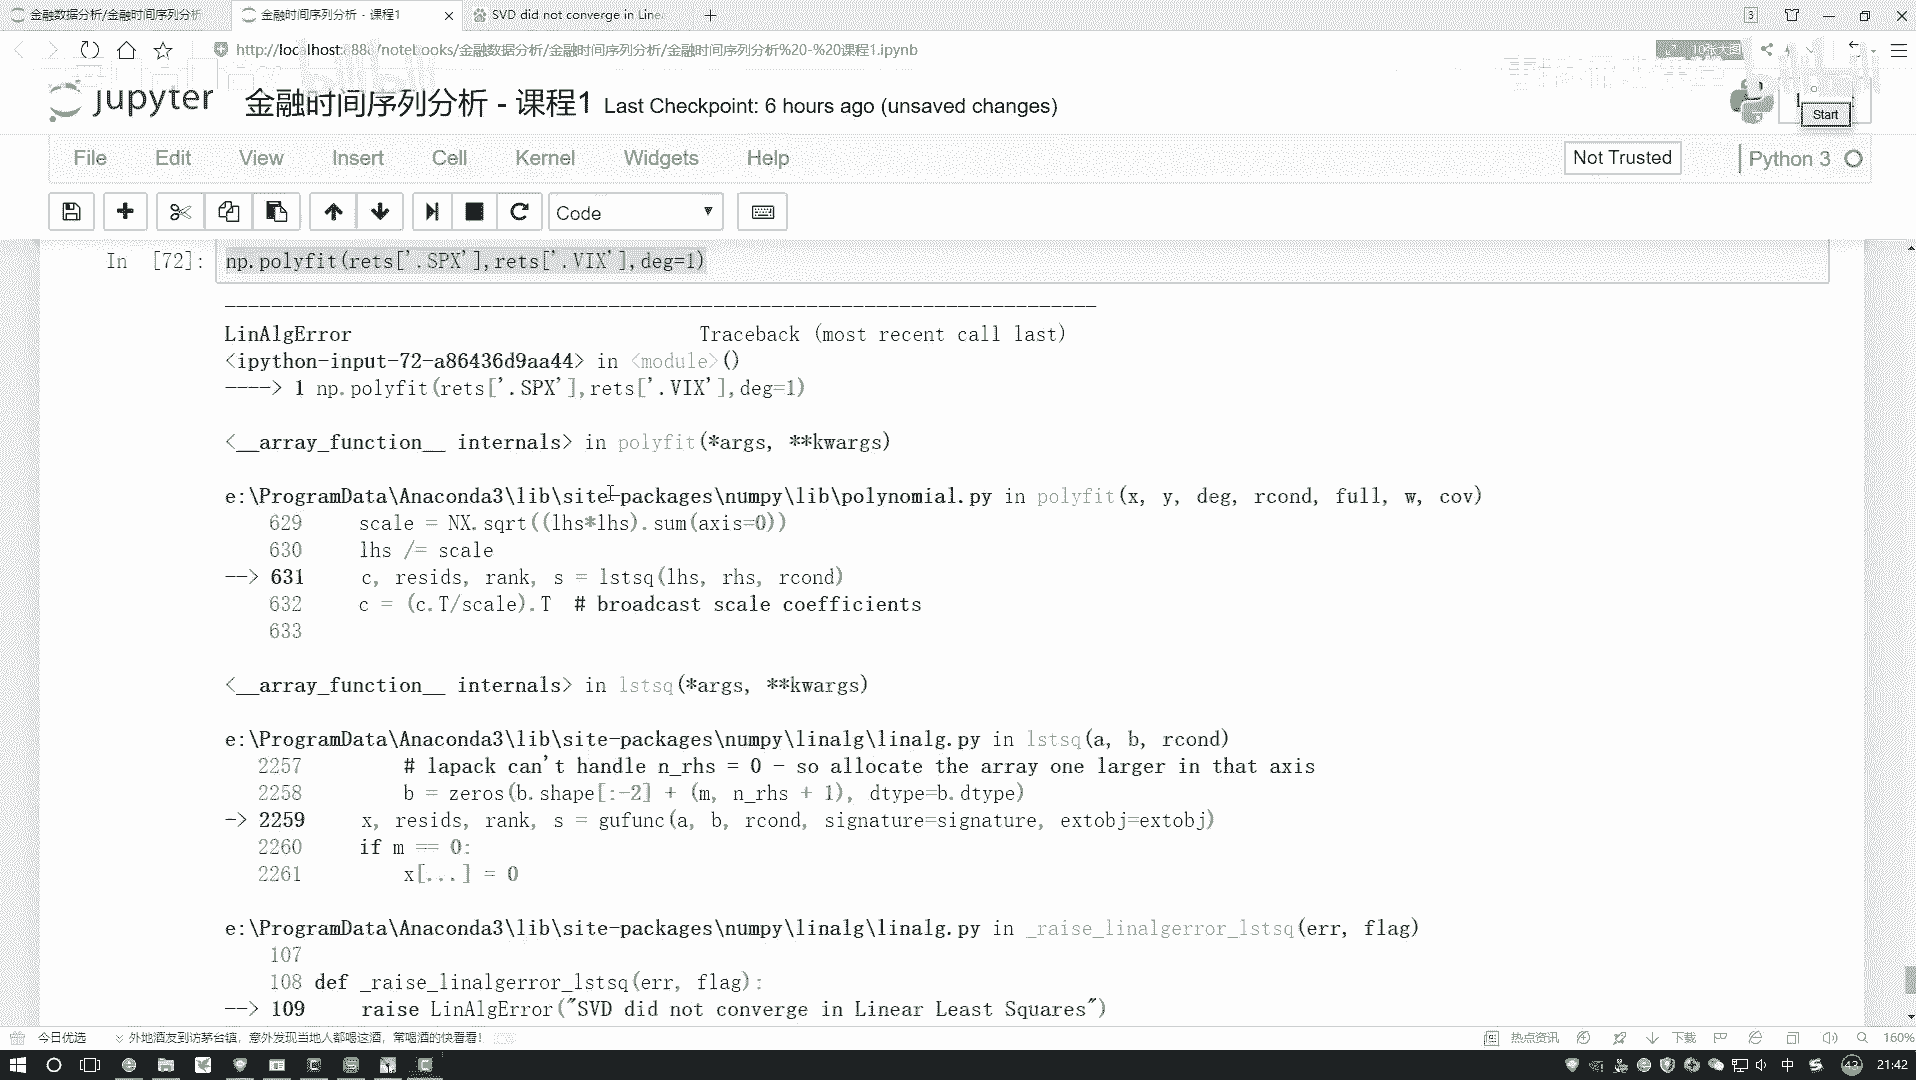 金融数据分析/金融时间序列分析
金融时间序列分析 - 课程1
SVD did not converge in Line
3
http://localhost:888 /notebooks/金融数据分析/金融时间序列分析/金融时间序列分析%20-%20课程1.ipynb
10张大图
jupyter 金融时间序列分析 - 课程1 Last Checkpoint: 6 hours ago (unsaved changes)
Start
File Edit View Insert Cell Kernel Widgets Help
Not Trusted
Python 3
Code
In [72]: np.polyfit(rets['.SPX'],rets['.VIX'],deg=1)
---------------------------------------------------------------------------
LinAlgError Traceback (most recent call last)
<ipython-input-72-a86436d9aa44> in <module>()
----> 1 np.polyfit(rets['.SPX'],rets['.VIX'],deg=1)
<__array_function__ internals> in polyfit(*args, **kwargs)
e:\ProgramData\Anaconda3\lib\site-packages\numpy\lib\polynomial.py in polyfit(x, y, deg, rcond, full, w, cov)
629 scale = NX.sqrt((lhs*lhs).sum(axis=0))
630 lhs /= scale
--> 631 c, resids, rank, s = lstsq(lhs, rhs, rcond)
632 c = (c.T/scale).T # broadcast scale coefficients
633
<__array_function__ internals> in lstsq(*args, **kwargs)
e:\ProgramData\Anaconda3\lib\site-packages\numpy\linalg\linalg.py in lstsq(a, b, rcond)
2257 # lapack can't handle n_rhs = 0 - so allocate the array one larger in that axis
2258 b = zeros(b.shape[:-2] + (m, n_rhs + 1), dtype=b.dtype)
-> 2259 x, resids, rank, s = gufunc(a, b, rcond, signature=signature, extobj=extobj)
2260 if m == 0:
2261 x[...] = 0
e:\ProgramData\Anaconda3\lib\site-packages\numpy\linalg\linalg.py in _raise_linalgerror_lstsq(err, flag)
107
108 def _raise_linalgerror_lstsq(err, flag):
--> 109 raise LinAlgError("SVD did not converge in Linear Least Squares")
今日优选
外地酒友到访茅台镇，意外发现当地人都喝这酒，常喝酒的快看看！
热点资讯
下载
160%
中
43
21:42